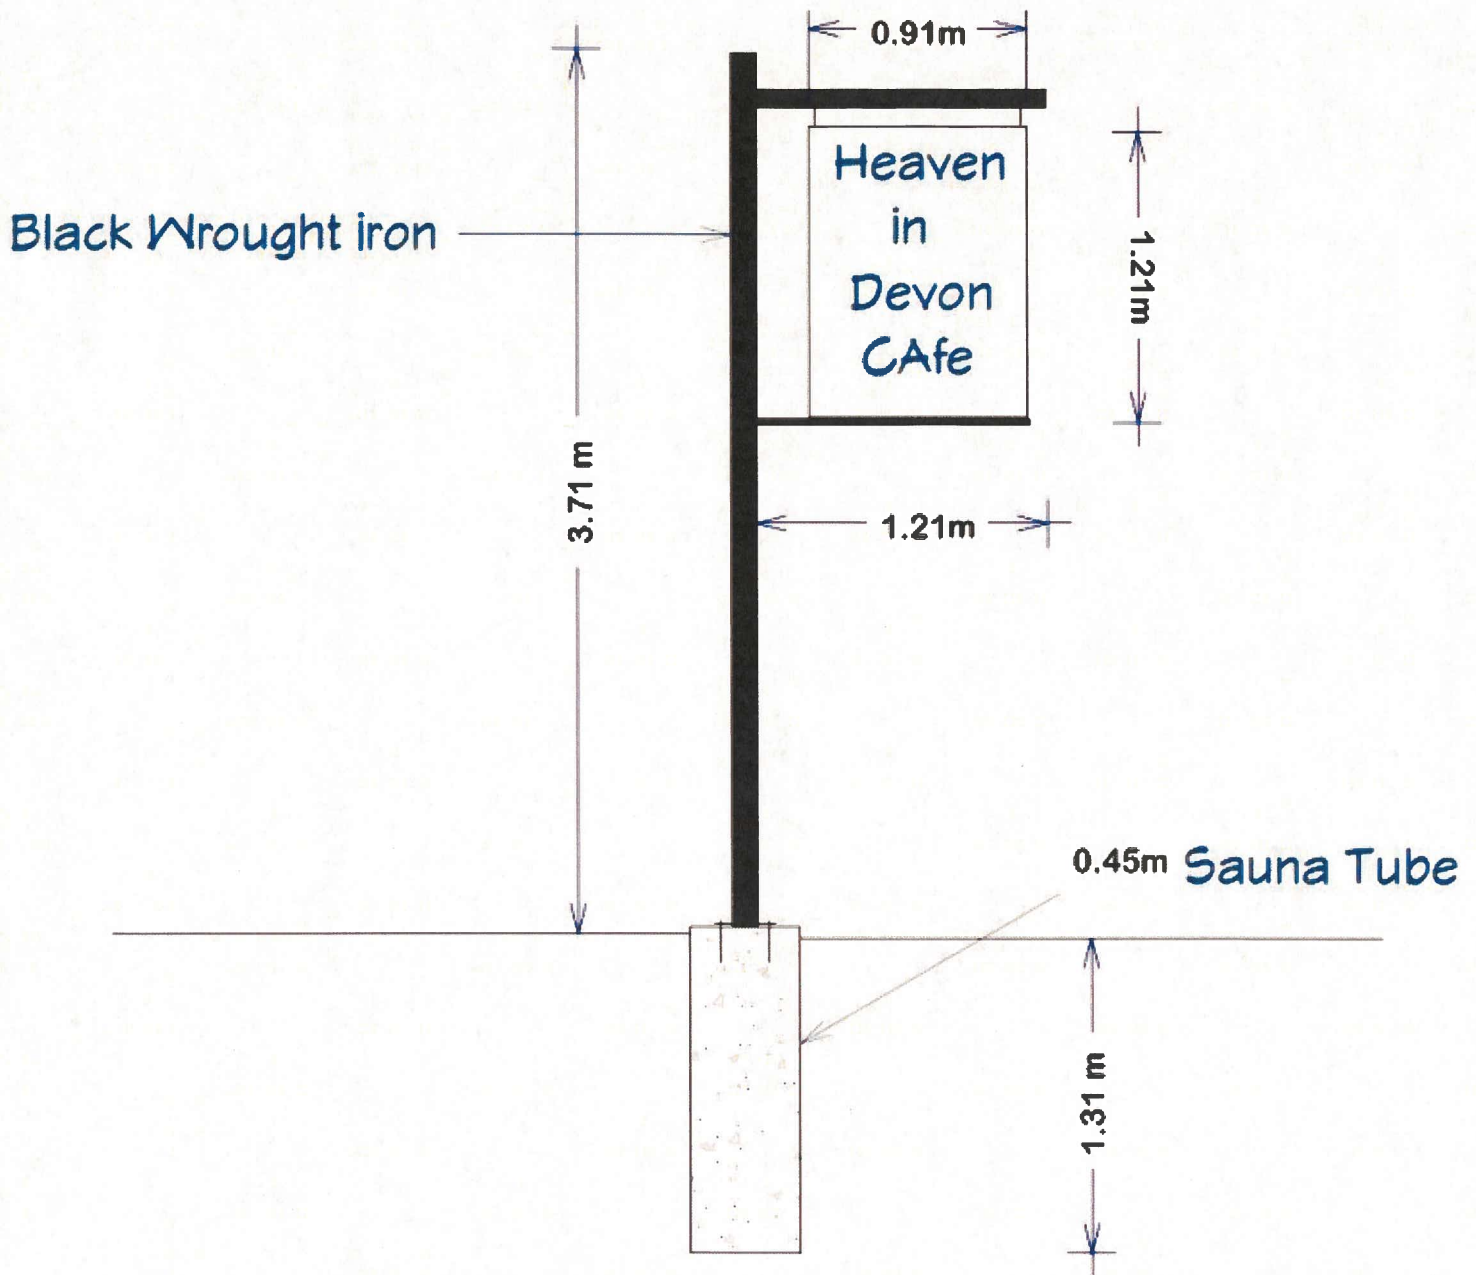 0.91m
Heaven
in
Devon
CAfe
Black Wrought iron
1.21m
3.71 m
1.21m
0.45m Sauna Tube
1.31 m